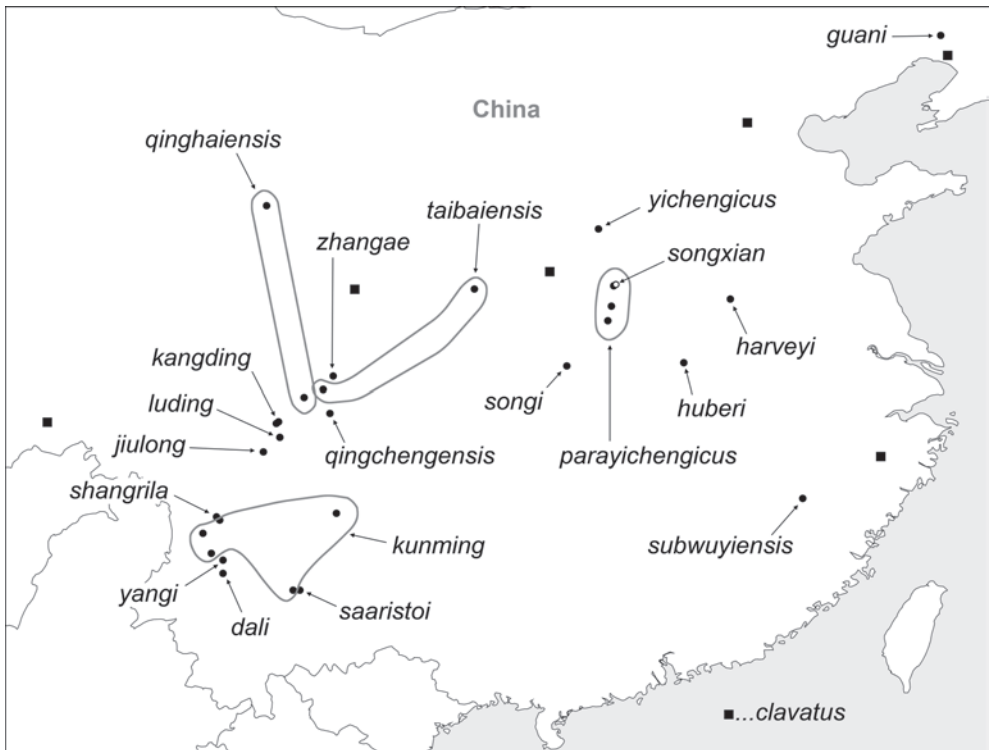 guani
China
qinghaiensis
taibaiensis
yichengicus
zhangae
songxian
kangding
harveyi
luding
songi
huberi
jiulong
qingchengensis
parayichengicus
shangrila
kunming
subwuyiensis
yangi
saaristoi
dali
...clavatus